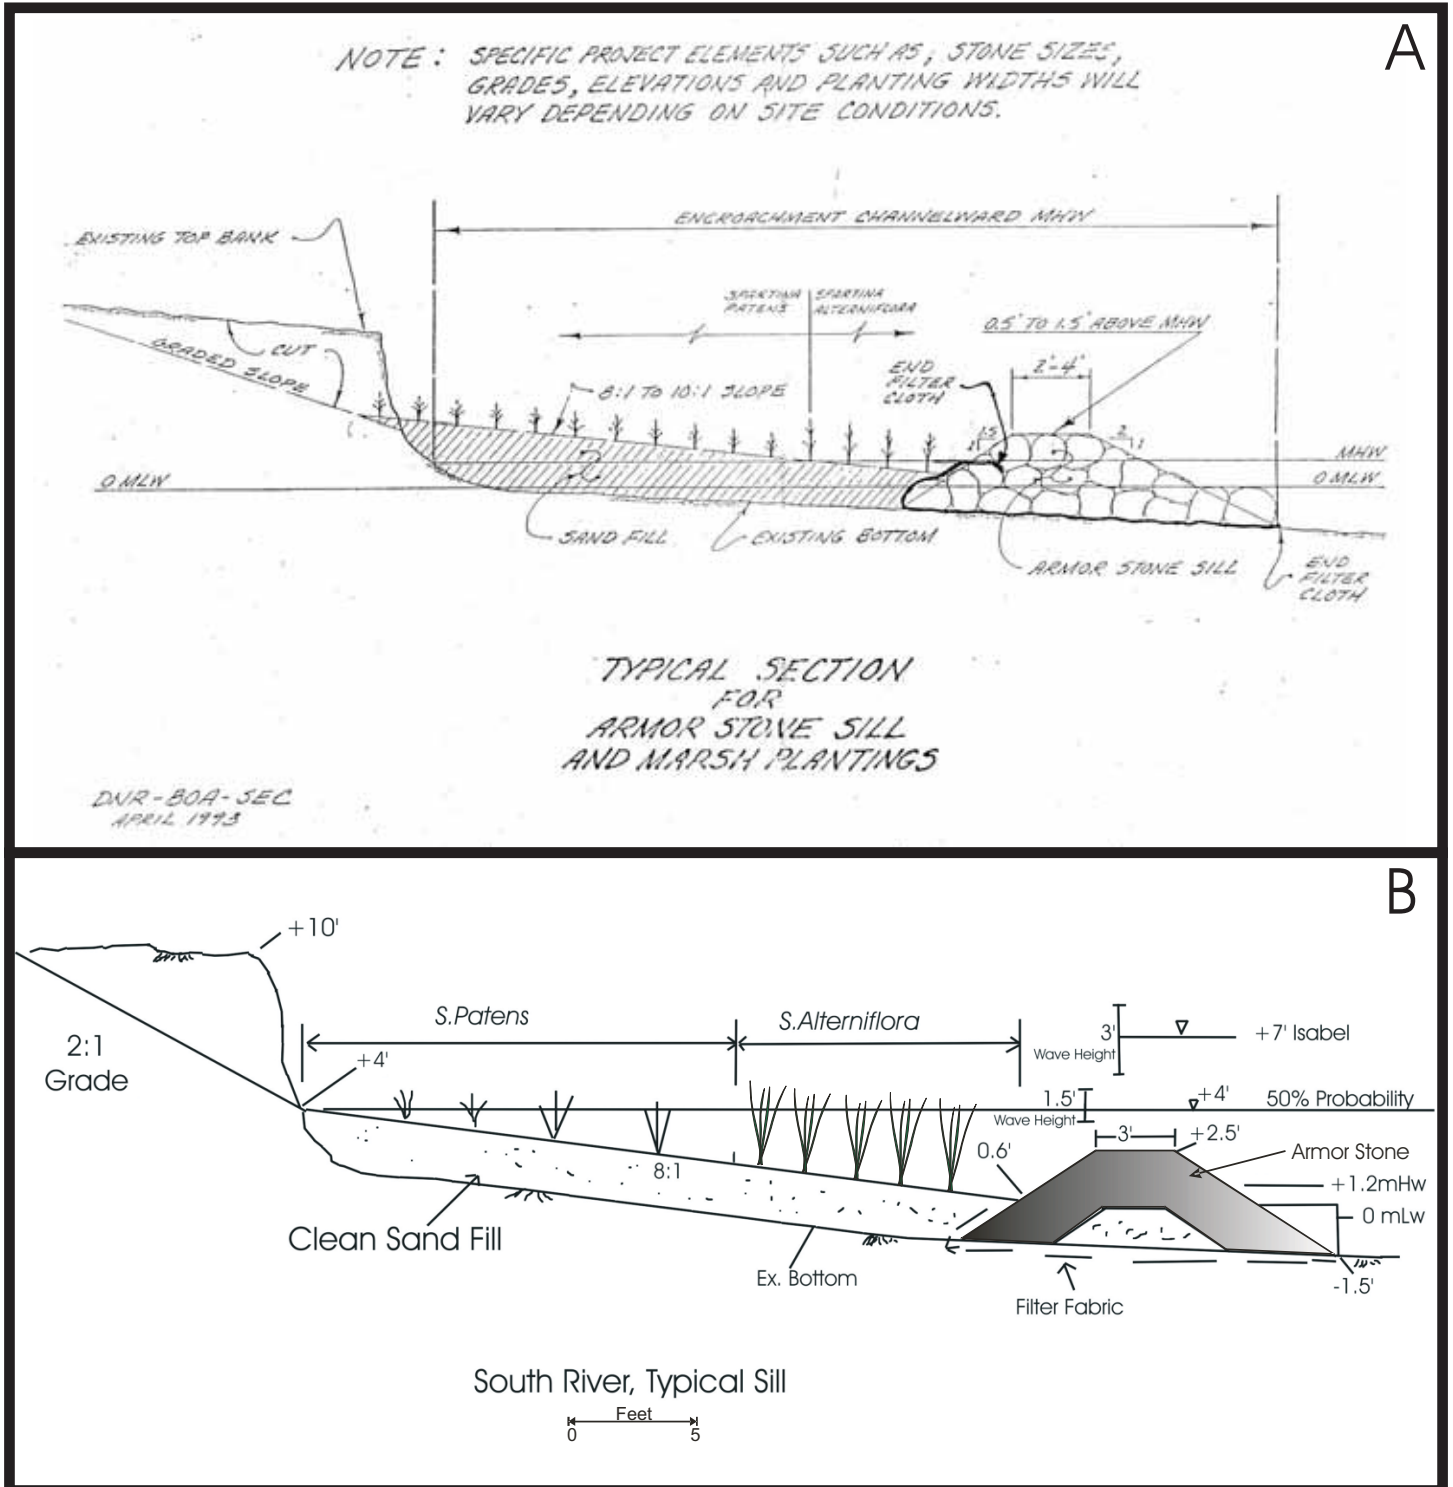 A
NOTE: SPECIFIC PROJECT ELEMENTS SUCH AS; STONE SIZES,
GRADES, ELEVATIONS AND PLANTING WIDTHS WILL
VARY DEPENDING ON SITE CONDITIONS.
ENCROACHMENT CHANNELWARD MHW
EXISTING TOP BANK
SPARTINA PATENS
SPARTINA ALTERNIFLORA
0.5' TO 1.5' ABOVE MHW
CUT
GRADED SLOPE
END
FILTER
CLOTH
2'-4'
8:1 TO 10:1 SLOPE
1.5
1
2
1
MHW
0 MLW
0 MLW
SAND FILL
EXISTING BOTTOM
ARMOR STONE SILL
END
FILTER
CLOTH
TYPICAL SECTION
FOR
ARMOR STONE SILL
AND MARSH PLANTINGS
DNR-BOA-SEC
APRIL 1993
B
+10'
S.Patens
S.Alterniflora
3'
Wave Height
+7' Isabel
2:1
Grade
+4'
1.5'
Wave Height
+4'
50% Probability
3'
+2.5'
0.6'
Armor Stone
8:1
+1.2mHw
0 mLw
Clean Sand Fill
Ex. Bottom
-1.5'
Filter Fabric
South River, Typical Sill
Feet
0 5